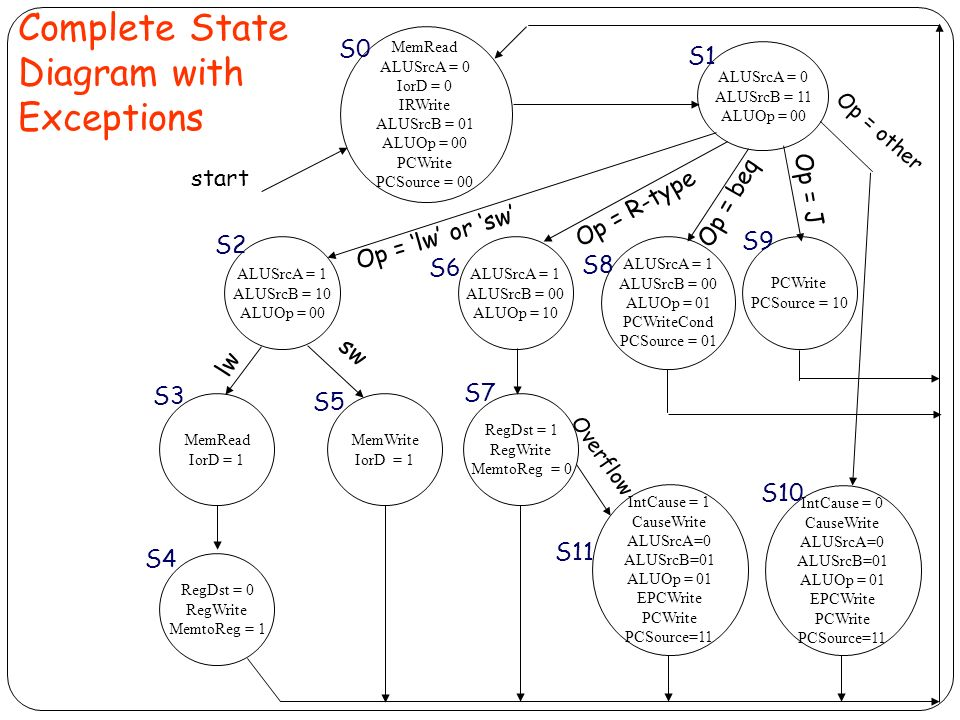 Complete State
Diagram with
Exceptions
S0
MemRead
ALUSrcA = 0
IorD = 0
IRWrite
ALUSrcB = 01
ALUOp = 00
PCWrite
PCSource = 00
start
S1
ALUSrcA = 0
ALUSrcB = 11
ALUOp = 00
Op = 'lw' or 'sw'
Op = R-type
Op = beq
Op = J
Op = other
S2
ALUSrcA = 1
ALUSrcB = 10
ALUOp = 00
S6
ALUSrcA = 1
ALUSrcB = 00
ALUOp = 10
S8
ALUSrcA = 1
ALUSrcB = 00
ALUOp = 01
PCWriteCond
PCSource = 01
S9
PCWrite
PCSource = 10
lw
sw
S3
MemRead
IorD = 1
S5
MemWrite
IorD = 1
S7
RegDst = 1
RegWrite
MemtoReg = 0
Overflow
S4
RegDst = 0
RegWrite
MemtoReg = 1
S11
IntCause = 1
CauseWrite
ALUSrcA=0
ALUSrcB=01
ALUOp = 01
EPCWrite
PCWrite
PCSource=11
S10
IntCause = 0
CauseWrite
ALUSrcA=0
ALUSrcB=01
ALUOp = 01
EPCWrite
PCWrite
PCSource=11